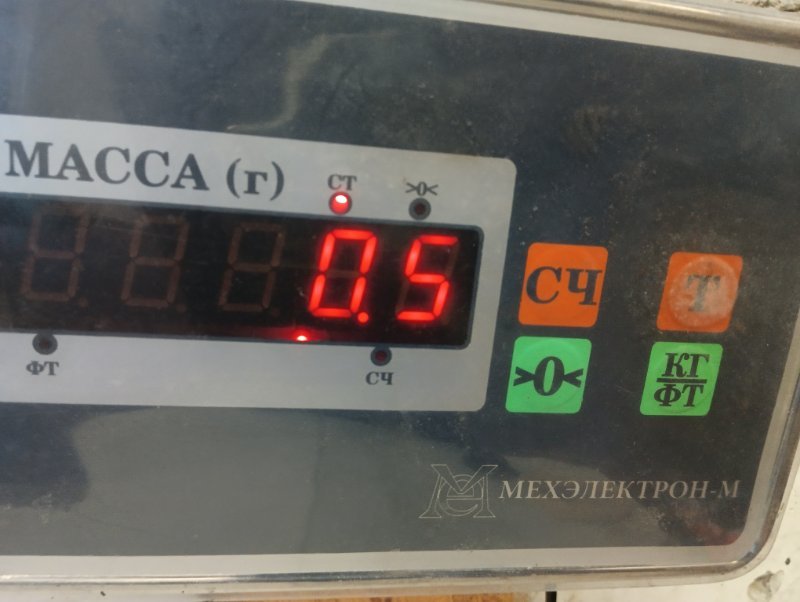 МАССА (г)
СТ >0<
0.5
ФТ СЧ
СЧ Т
>0< КГ
ФТ
МЕХЭЛЕКТРОН-М